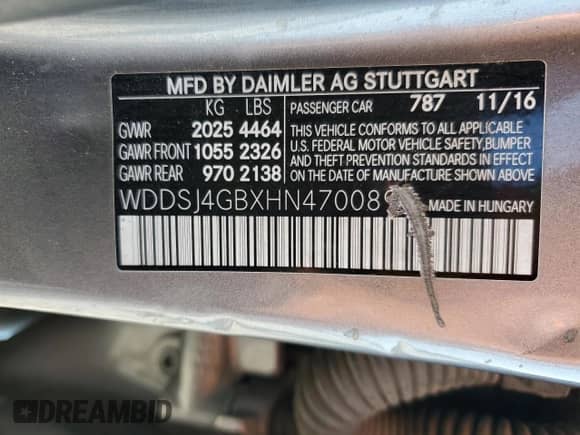 MFD BY DAIMLER AG STUTTGART
KG LBS PASSENGER CAR 787 11/16
GVWR 2025 4464 THIS VEHICLE CONFORMS TO ALL APPLICABLE
GAWR FRONT 1055 2326 U.S. FEDERAL MOTOR VEHICLE SAFETY, BUMPER
AND THEFT PREVENTION STANDARDS IN EFFECT
GAWR REAR 970 2138 ON THE DATE OF MANUFACTURE SHOWN ABOVE
MADE IN HUNGARY
DREAMBID